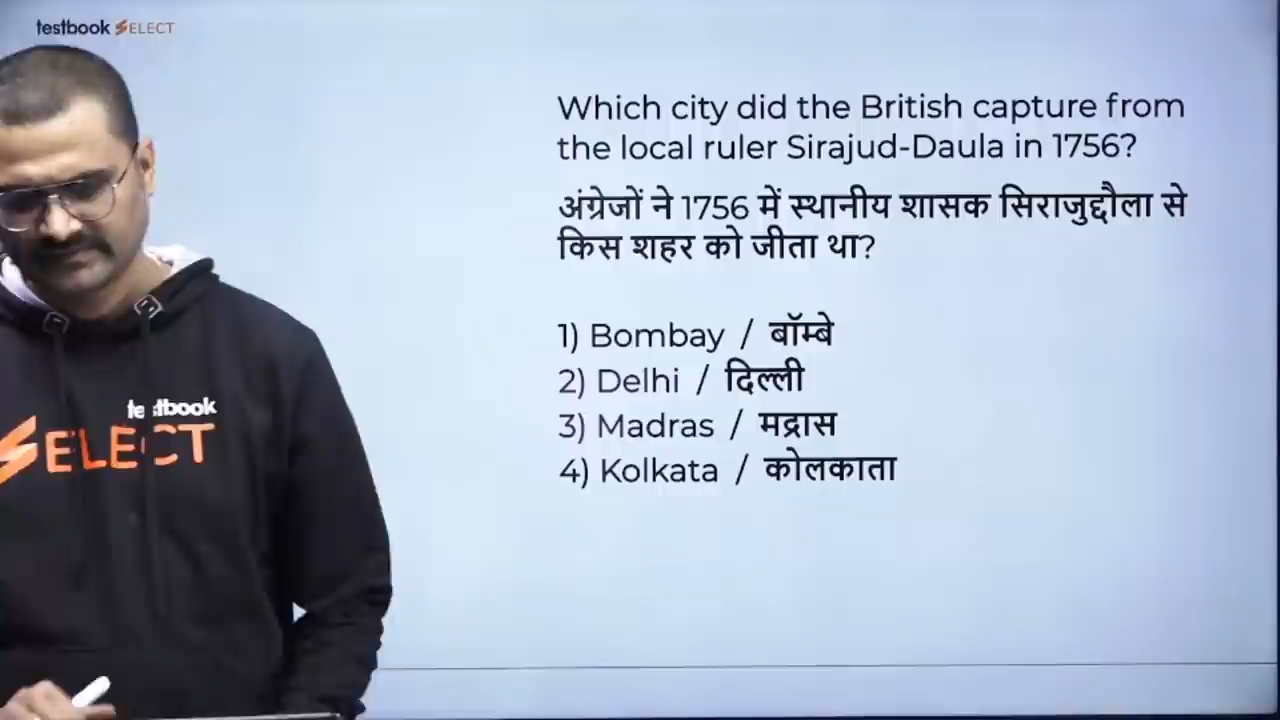 testbook SELECT
Which city did the British capture from
the local ruler Sirajud-Daula in 1756?
अंग्रेजों ने 1756 में स्थानीय शासक सिराजुद्दौला से
किस शहर को जीता था?
1) Bombay / बॉम्बे
2) Delhi / दिल्ली
3) Madras / मद्रास
4) Kolkata / कोलकाता
testbook
SELECT